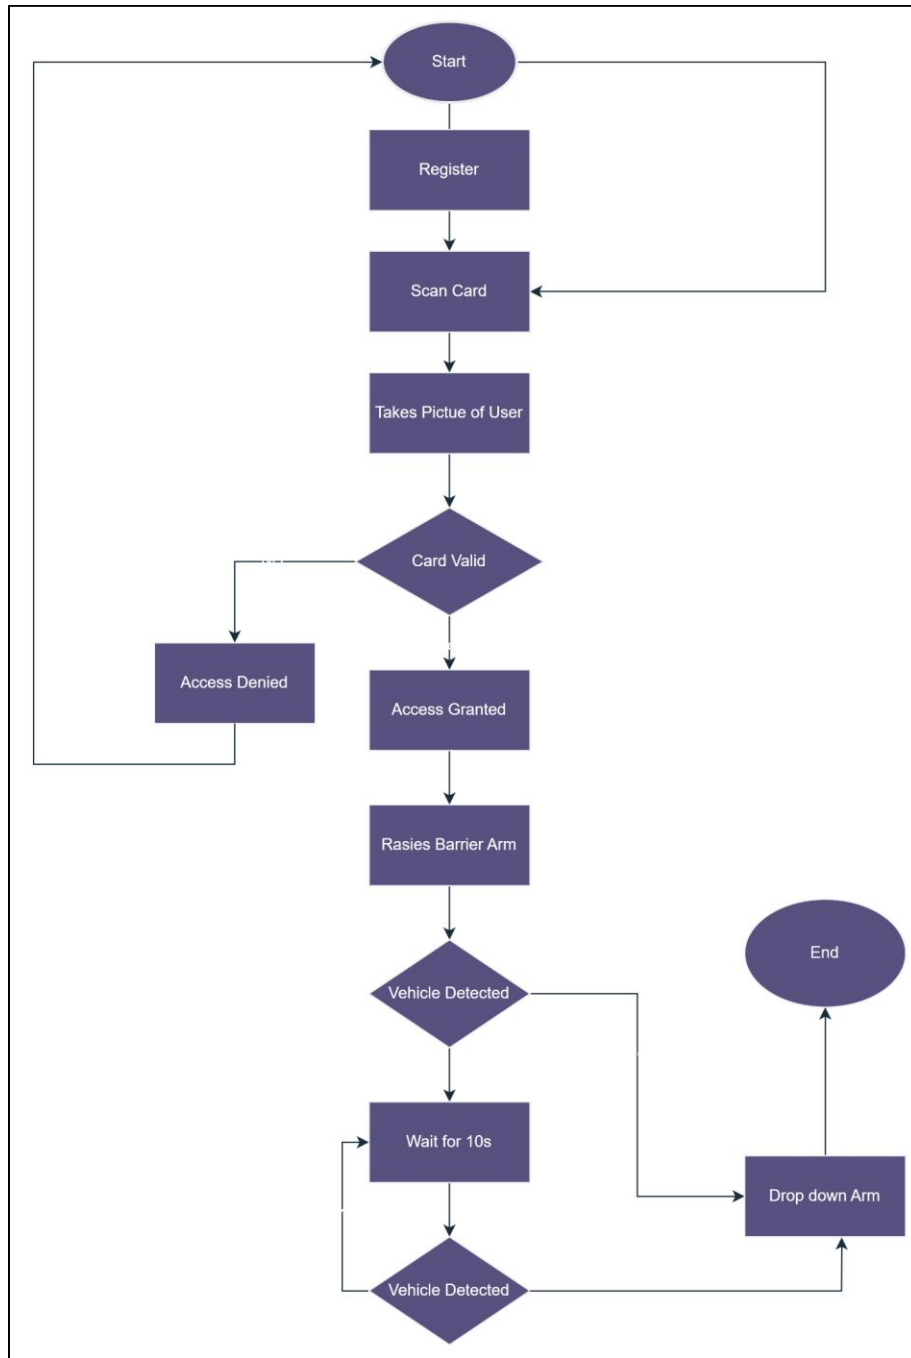 Start
Register
Scan Card
Takes Pictue of User
Card Valid
Access Denied
Access Granted
Rasies Barrier Arm
Vehicle Detected
End
Wait for 10s
Drop down Arm
Vehicle Detected